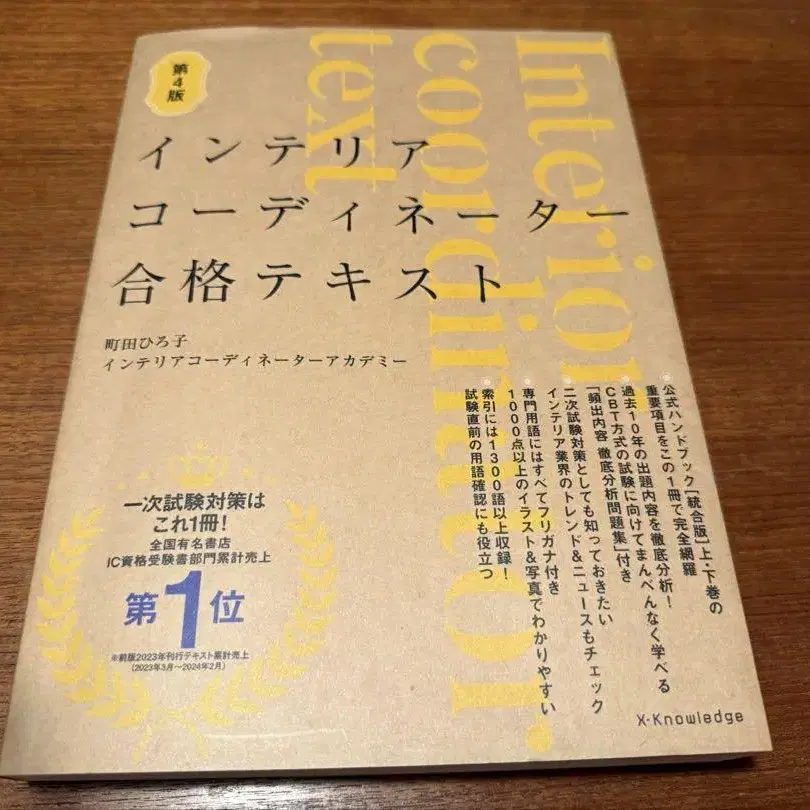 第4版
Interior
coordinator
text
インテリア
コーディネーター
合格テキスト
町田ひろ子
インテリアコーディネーターアカデミー
・公式ハンドブック[統合版]上・下巻の
重要項目をこの1冊で完全網羅
・過去10年の出題内容を徹底分析!
CBT方式の試験に向けてまんべんなく学べる
「頻出内容 徹底分析問題集」付き
・二次試験対策としても知っておきたい
インテリア業界のトレンド&ニュースもチェック
・専門用語にはすべてフリガナ付き
1000点以上のイラスト&写真でわかりやすい
・索引には1300語以上収録!
試験直前の用語確認にも役立つ
一次試験対策は
これ1冊!
全国有名書店
IC資格受験書部門累計売上
第1位
※前版2023年刊行テキスト累計売上
(2023年3月〜2024年2月)
X-Knowledge